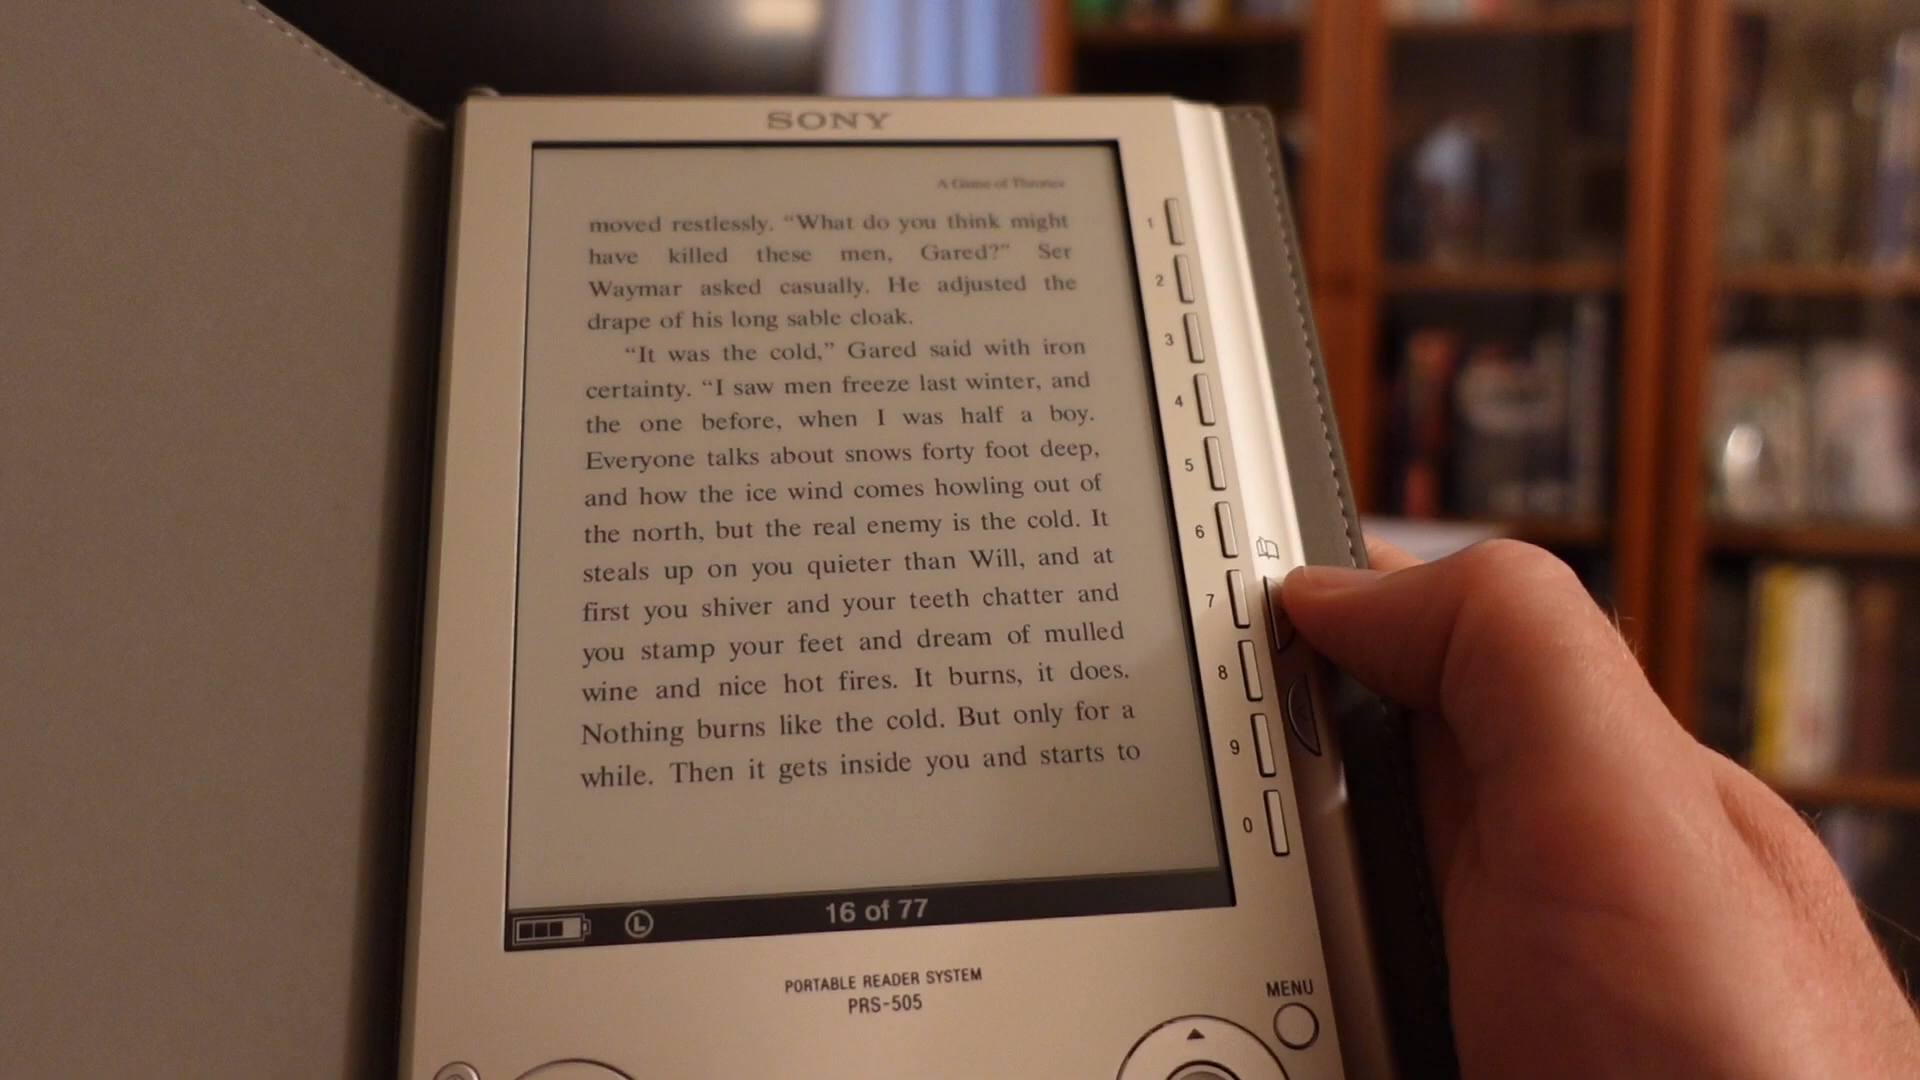 SONY
A Game of Thrones
moved restlessly. “What do you think might
have killed these men, Gared?” Ser
Waymar asked casually. He adjusted the
drape of his long sable cloak.
“It was the cold,” Gared said with iron
certainty. “I saw men freeze last winter, and
the one before, when I was half a boy.
Everyone talks about snows forty foot deep,
and how the ice wind comes howling out of
the north, but the real enemy is the cold. It
steals up on you quieter than Will, and at
first you shiver and your teeth chatter and
you stamp your feet and dream of mulled
wine and nice hot fires. It burns, it does.
Nothing burns like the cold. But only for a
while. Then it gets inside you and starts to
L
16 of 77
1
2
3
4
5
6
7
8
9
0
PORTABLE READER SYSTEM
PRS-505
MENU